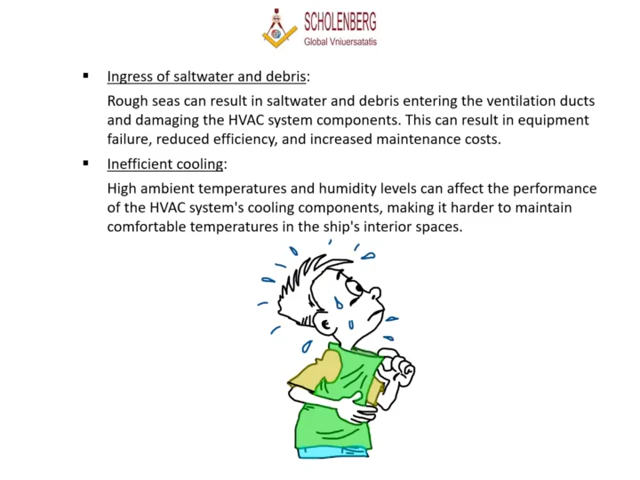 SCHOLENBERG
Global Vniuersatatis
▪ Ingress of saltwater and debris:
Rough seas can result in saltwater and debris entering the ventilation ducts
and damaging the HVAC system components. This can result in equipment
failure, reduced efficiency, and increased maintenance costs.
▪ Inefficient cooling:
High ambient temperatures and humidity levels can affect the performance
of the HVAC system's cooling components, making it harder to maintain
comfortable temperatures in the ship's interior spaces.